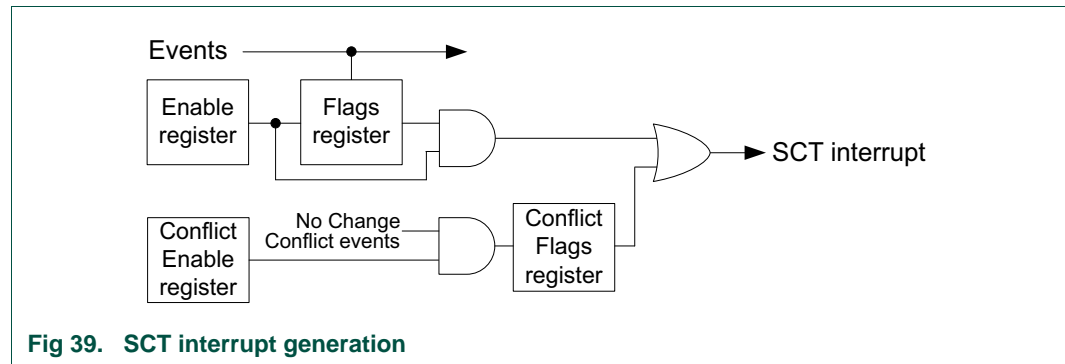 Events
Enable
register
Flags
register
SCT interrupt
Conflict
Enable
register
No Change
Conflict events
Conflict
Flags
register
Fig 39. SCT interrupt generation